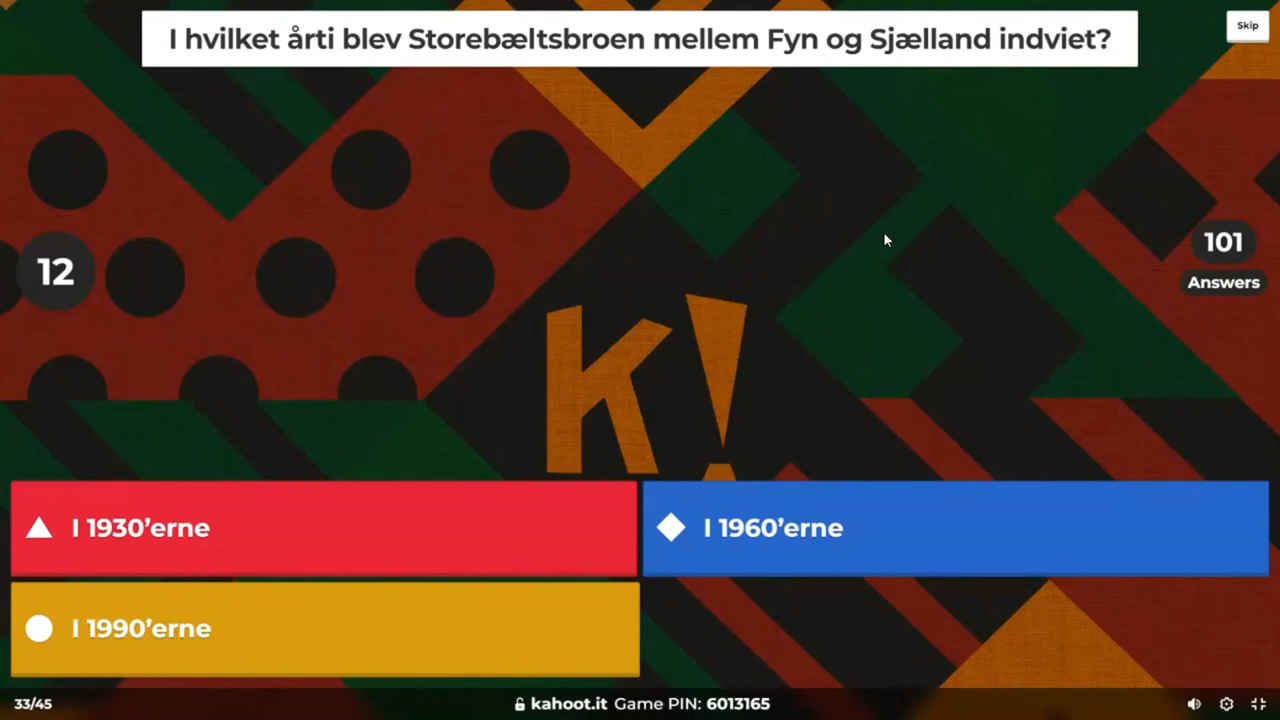 I hvilket årti blev Storebæltsbroen mellem Fyn og Sjælland indviet?
Skip
12
101
Answers
K!
I 1930’erne
I 1960’erne
I 1990’erne
33/45
kahoot.it Game PIN: 6013165